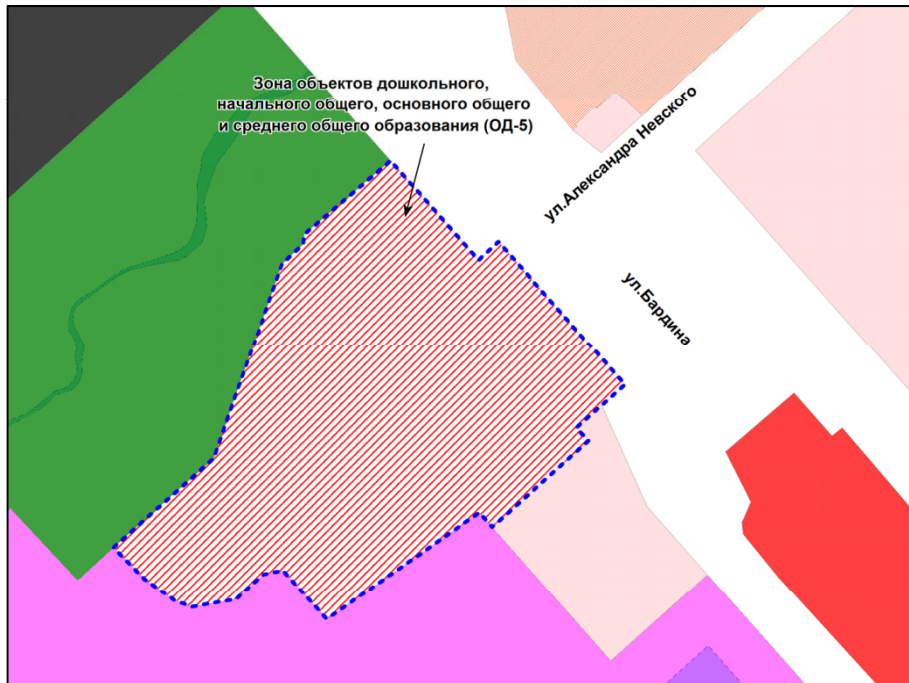 Зона объектов дошкольного,
начального общего, основного общего
и среднего общего образования (ОД-5)
ул.Александра Невского
ул.Бардина